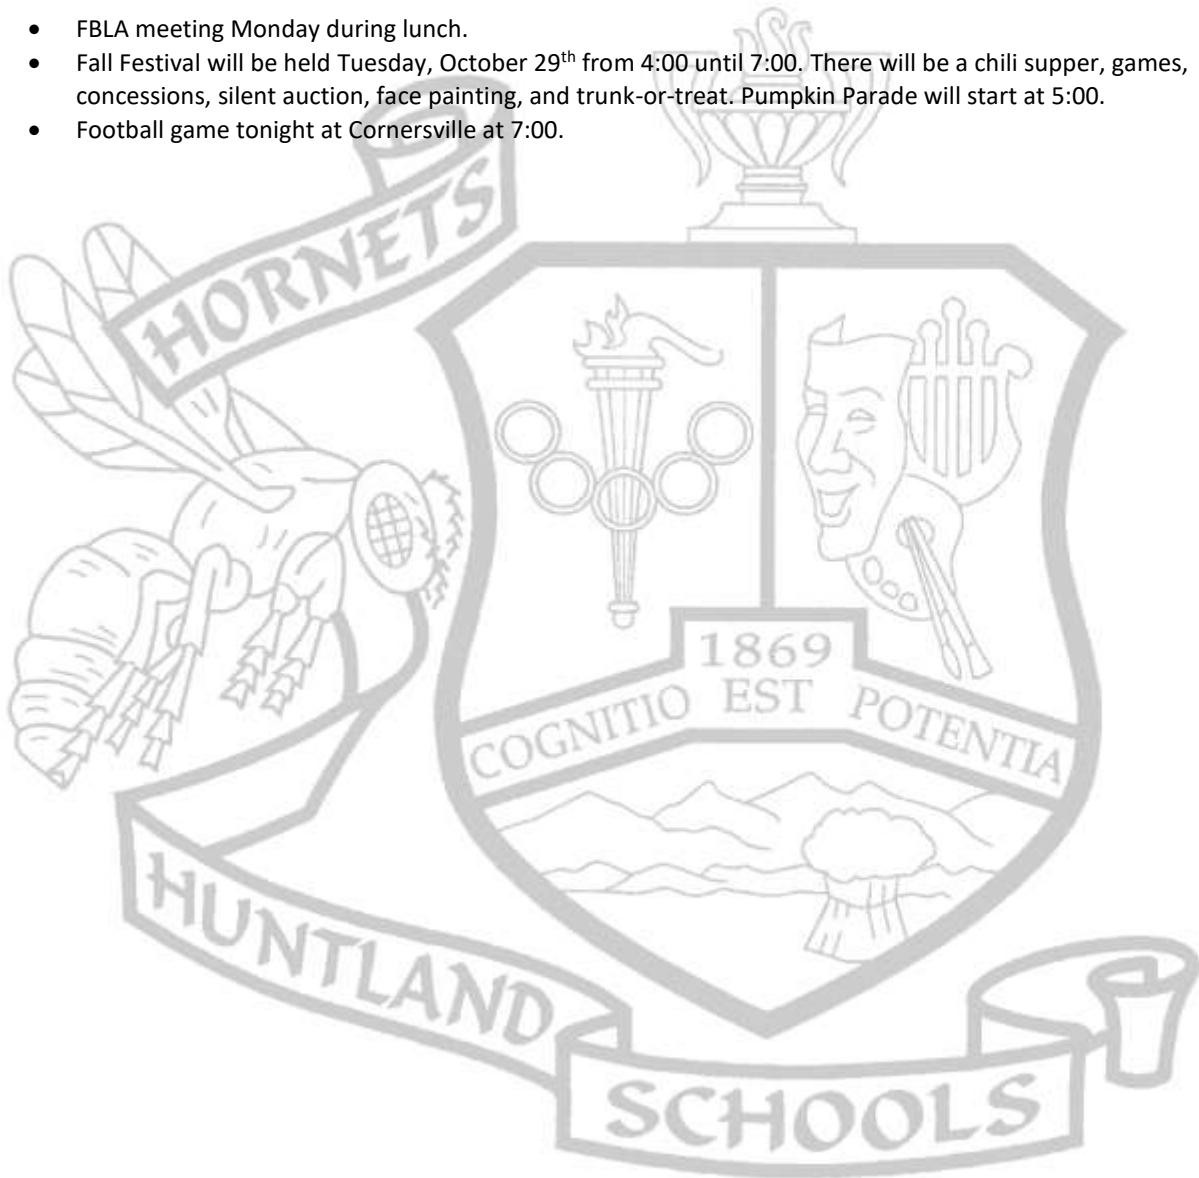 • FBLA meeting Monday during lunch.
• Fall Festival will be held Tuesday, October 29th from 4:00 until 7:00. There will be a chili supper, games,
concessions, silent auction, face painting, and trunk-or-treat. Pumpkin Parade will start at 5:00.
• Football game tonight at Cornersville at 7:00.
HORNETS
1869
COGNITIO EST POTENTIA
HUNTLAND
SCHOOLS